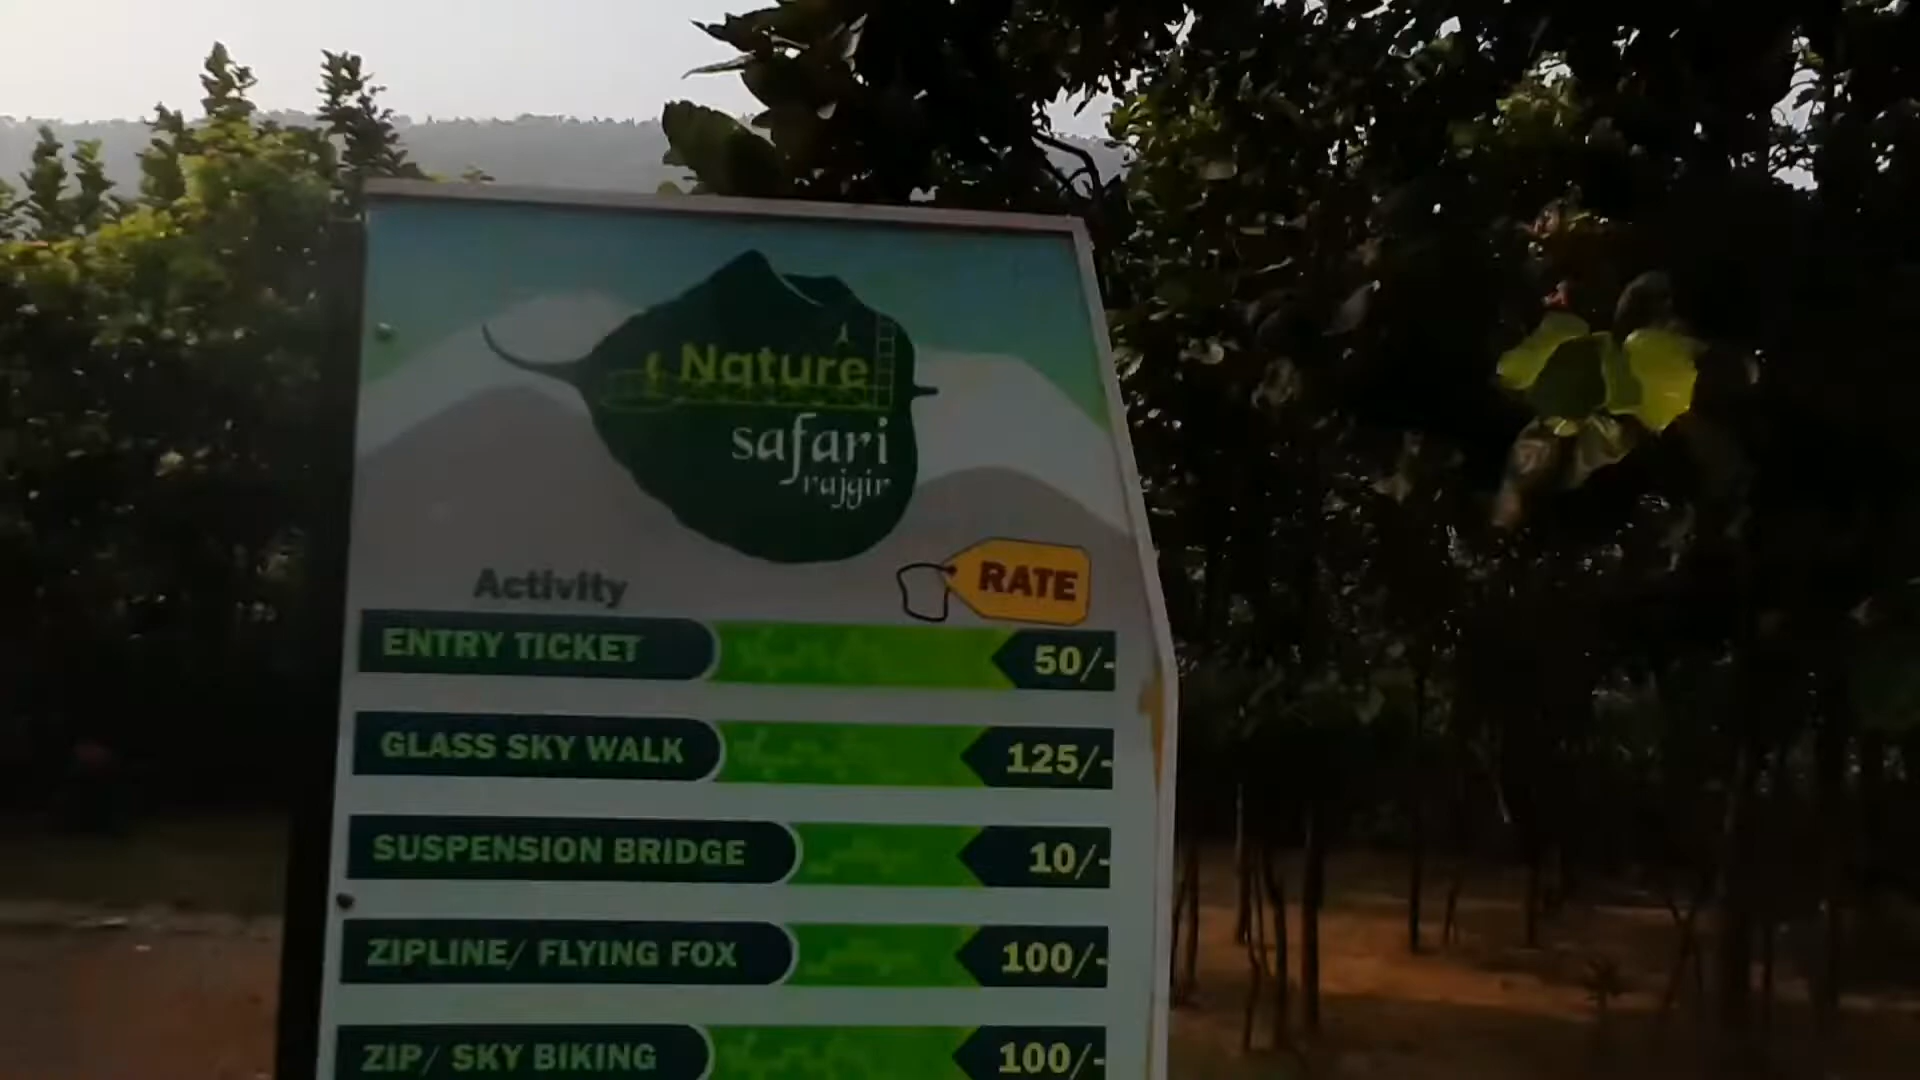 Nature
safari
rajgir
Activity RATE
ENTRY TICKET 50/-
GLASS SKY WALK 125/-
SUSPENSION BRIDGE 10/-
ZIPLINE/ FLYING FOX 100/-
ZIP/ SKY BIKING 100/-